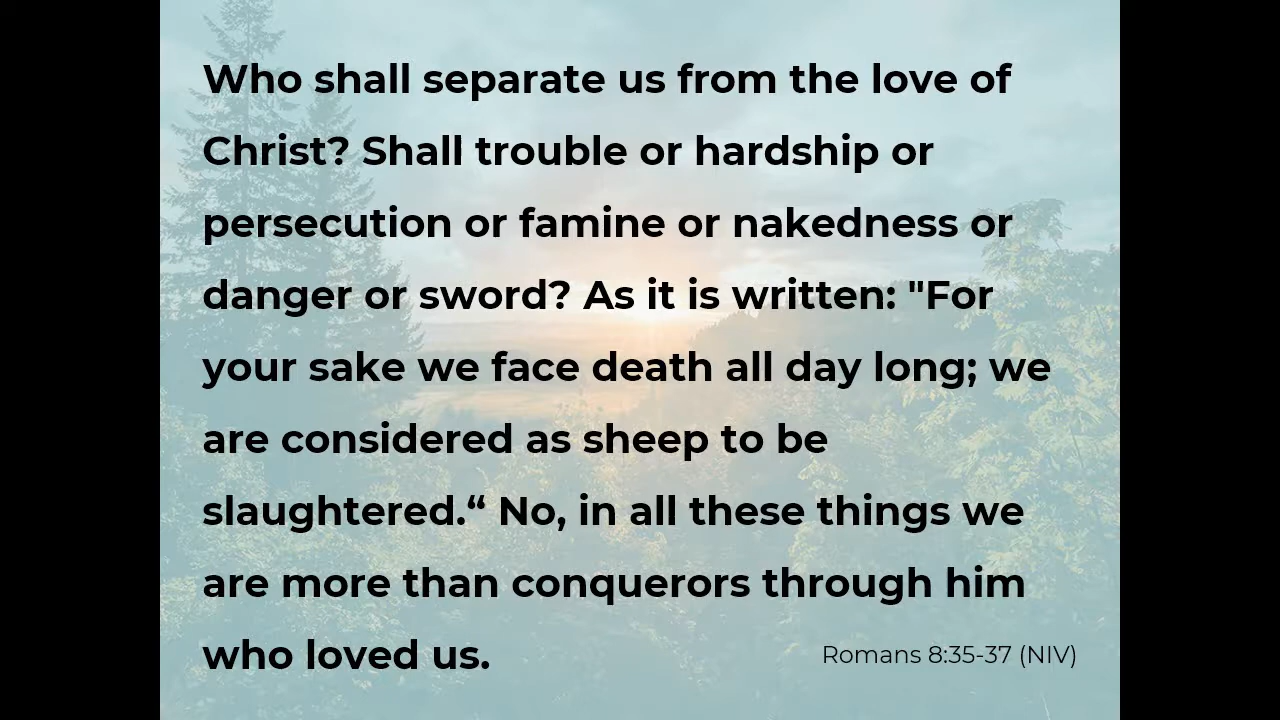 Who shall separate us from the love of
Christ? Shall trouble or hardship or
persecution or famine or nakedness or
danger or sword? As it is written: "For
your sake we face death all day long; we
are considered as sheep to be
slaughtered.“ No, in all these things we
are more than conquerors through him
who loved us.
Romans 8:35-37 (NIV)